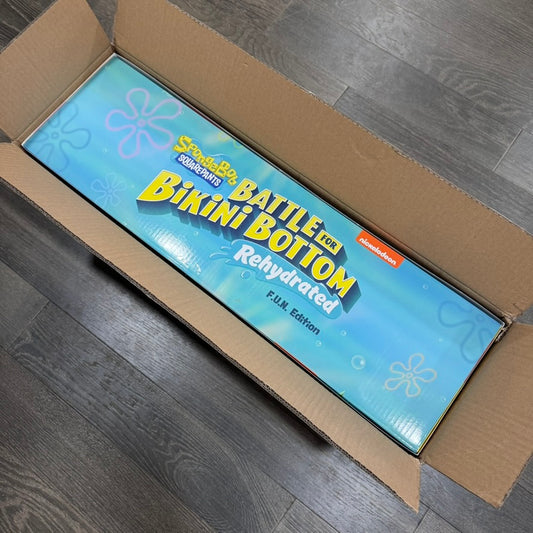 SPONGEBOB
SQUAREPANTS
BATTLE FOR
BIKINI BOTTOM
Rehydrated
nickelodeon
F.U.N. Edition